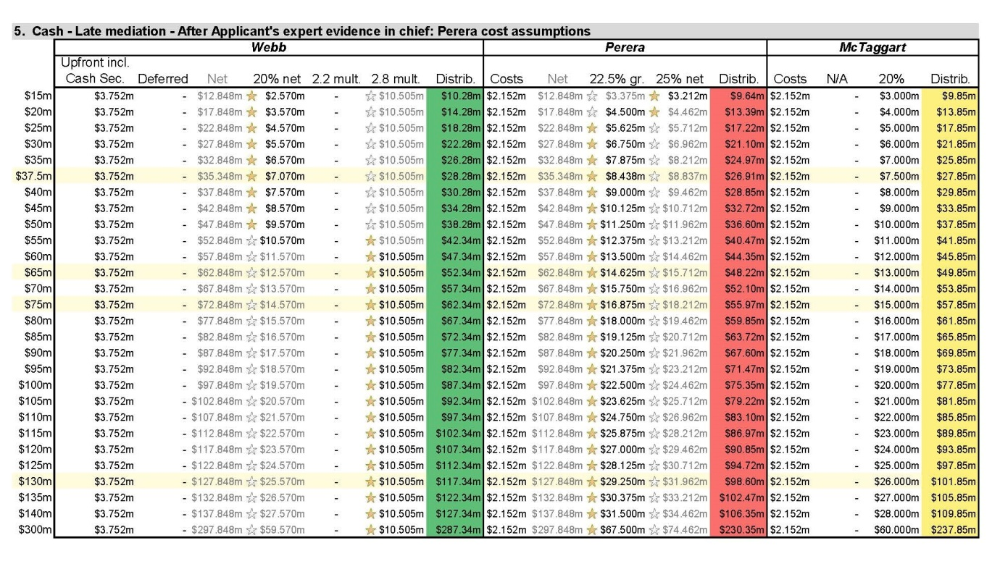 5. Cash - Late mediation - After Applicant's expert evidence in chief: Perera cost assumptions
Webb Perera McTaggart
Upfront incl.
Cash Sec. Deferred Net 20% net 2.2 mult. 2.8 mult. Distrib. Costs Net 22.5% gr. 25% net Distrib. Costs N/A 20% Distrib.
$15m $3.752m - $12.848m $2.570m - $10.505m $10.28m $2.152m $12.848m $3.375m $3.212m $9.64m $2.152m - $3.000m $9.85m
$20m $3.752m - $17.848m $3.570m - $10.505m $14.28m $2.152m $17.848m $4.500m $4.462m $13.39m $2.152m - $4.000m $13.85m
$25m $3.752m - $22.848m $4.570m - $10.505m $18.28m $2.152m $22.848m $5.625m $5.712m $17.22m $2.152m - $5.000m $17.85m
$30m $3.752m - $27.848m $5.570m - $10.505m $22.28m $2.152m $27.848m $6.750m $6.962m $21.10m $2.152m - $6.000m $21.85m
$35m $3.752m - $32.848m $6.570m - $10.505m $26.28m $2.152m $32.848m $7.875m $8.212m $24.97m $2.152m - $7.000m $25.85m
$37.5m $3.752m - $35.348m $7.070m - $10.505m $28.28m $2.152m $35.348m $8.438m $8.837m $26.91m $2.152m - $7.500m $27.85m
$40m $3.752m - $37.848m $7.570m - $10.505m $30.28m $2.152m $37.848m $9.000m $9.462m $28.85m $2.152m - $8.000m $29.85m
$45m $3.752m - $42.848m $8.570m - $10.505m $34.28m $2.152m $42.848m $10.125m $10.712m $32.72m $2.152m - $9.000m $33.85m
$50m $3.752m - $47.848m $9.570m - $10.505m $38.28m $2.152m $47.848m $11.250m $11.962m $36.60m $2.152m - $10.000m $37.85m
$55m $3.752m - $52.848m $10.570m - $10.505m $42.34m $2.152m $52.848m $12.375m $13.212m $40.47m $2.152m - $11.000m $41.85m
$60m $3.752m - $57.848m $11.570m - $10.505m $47.34m $2.152m $57.848m $13.500m $14.462m $44.35m $2.152m - $12.000m $45.85m
$65m $3.752m - $62.848m $12.570m - $10.505m $52.34m $2.152m $62.848m $14.625m $15.712m $48.22m $2.152m - $13.000m $49.85m
$70m $3.752m - $67.848m $13.570m - $10.505m $57.34m $2.152m $67.848m $15.750m $16.962m $52.10m $2.152m - $14.000m $53.85m
$75m $3.752m - $72.848m $14.570m - $10.505m $62.34m $2.152m $72.848m $16.875m $18.212m $55.97m $2.152m - $15.000m $57.85m
$80m $3.752m - $77.848m $15.570m - $10.505m $67.34m $2.152m $77.848m $18.000m $19.462m $59.85m $2.152m - $16.000m $61.85m
$85m $3.752m - $82.848m $16.570m - $10.505m $72.34m $2.152m $82.848m $19.125m $20.712m $63.72m $2.152m - $17.000m $65.85m
$90m $3.752m - $87.848m $17.570m - $10.505m $77.34m $2.152m $87.848m $20.250m $21.962m $67.60m $2.152m - $18.000m $69.85m
$95m $3.752m - $92.848m $18.570m - $10.505m $82.34m $2.152m $92.848m $21.375m $23.212m $71.47m $2.152m - $19.000m $73.85m
$100m $3.752m - $97.848m $19.570m - $10.505m $87.34m $2.152m $97.848m $22.500m $24.462m $75.35m $2.152m - $20.000m $77.85m
$105m $3.752m - $102.848m $20.570m - $10.505m $92.34m $2.152m $102.848m $23.625m $25.712m $79.22m $2.152m - $21.000m $81.85m
$110m $3.752m - $107.848m $21.570m - $10.505m $97.34m $2.152m $107.848m $24.750m $26.962m $83.10m $2.152m - $22.000m $85.85m
$115m $3.752m - $112.848m $22.570m - $10.505m $102.34m $2.152m $112.848m $25.875m $28.212m $86.97m $2.152m - $23.000m $89.85m
$120m $3.752m - $117.848m $23.570m - $10.505m $107.34m $2.152m $117.848m $27.000m $29.462m $90.85m $2.152m - $24.000m $93.85m
$125m $3.752m - $122.848m $24.570m - $10.505m $112.34m $2.152m $122.848m $28.125m $30.712m $94.72m $2.152m - $25.000m $97.85m
$130m $3.752m - $127.848m $25.570m - $10.505m $117.34m $2.152m $127.848m $29.250m $31.962m $98.60m $2.152m - $26.000m $101.85m
$135m $3.752m - $132.848m $26.570m - $10.505m $122.34m $2.152m $132.848m $30.375m $33.212m $102.47m $2.152m - $27.000m $105.85m
$140m $3.752m - $137.848m $27.570m - $10.505m $127.34m $2.152m $137.848m $31.500m $34.462m $106.35m $2.152m - $28.000m $109.85m
$300m $3.752m - $297.848m $59.570m - $10.505m $287.34m $2.152m $297.848m $67.500m $74.462m $230.35m $2.152m - $60.000m $237.85m